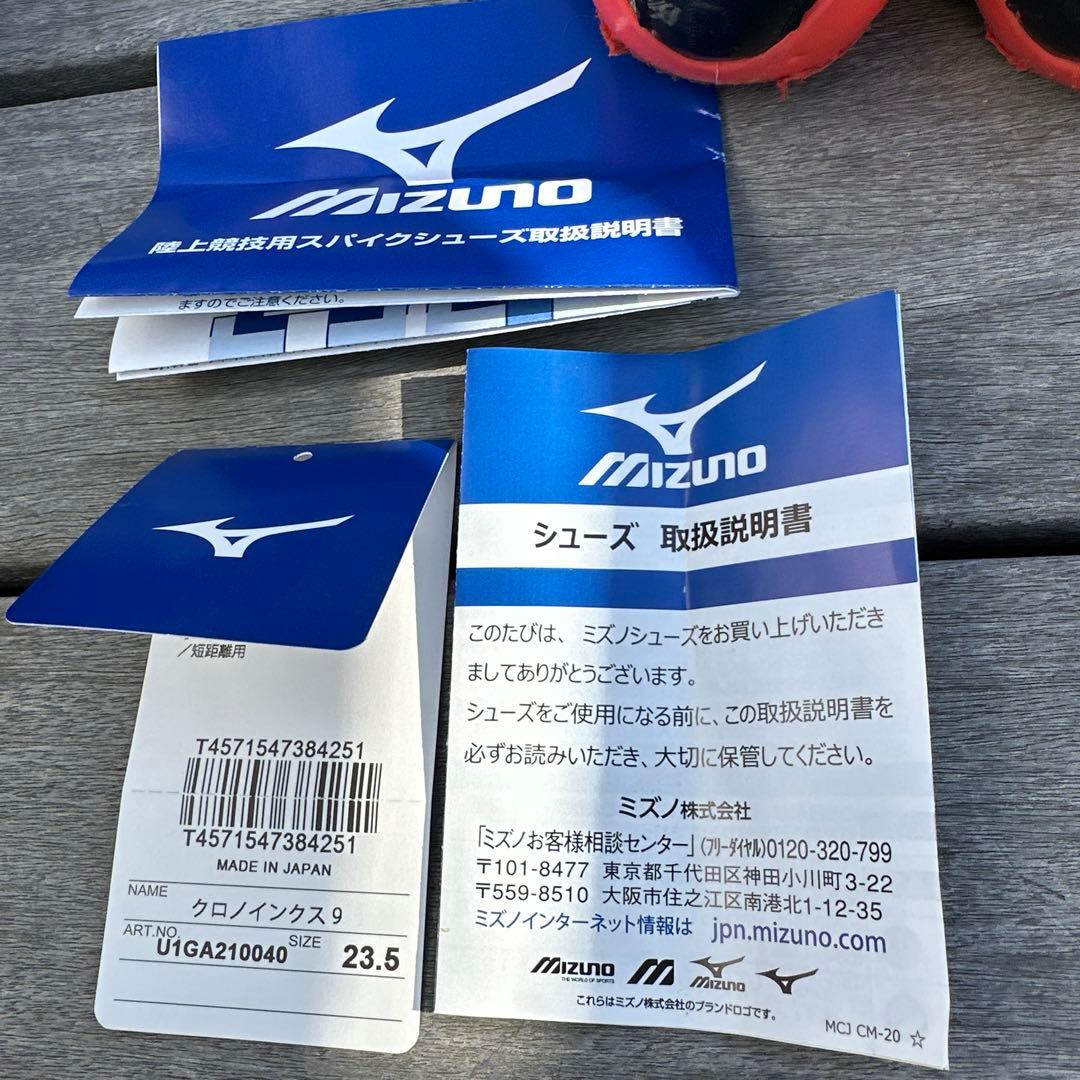 MIZUNO
陸上競技用スパイクシューズ取扱説明書
ますのでご注意ください。
MIZUNO
シューズ 取扱説明書
このたびは、ミズノシューズをお買い上げいただき
ましてありがとうございます。
シューズをご使用になる前に、この取扱説明書を
必ずお読みいただき、大切に保管してください。
ミズノ株式会社
「ミズノお客様相談センター」(フリーダイヤル)0120-320-799
〒101-8477 東京都千代田区神田小川町3-22
〒559-8510 大阪市住之江区南港北1-12-35
ミズノインターネット情報は jpn.mizuno.com
MIZUNO THE WORLD OF SPORTS M MIZUNO
これらはミズノ株式会社のブランドロゴです。
MCJ CM-20 ☆
/短距離用
T4571547384251
T4571547384251
MADE IN JAPAN
NAME クロノインクス9
ART.NO. U1GA210040 SIZE 23.5